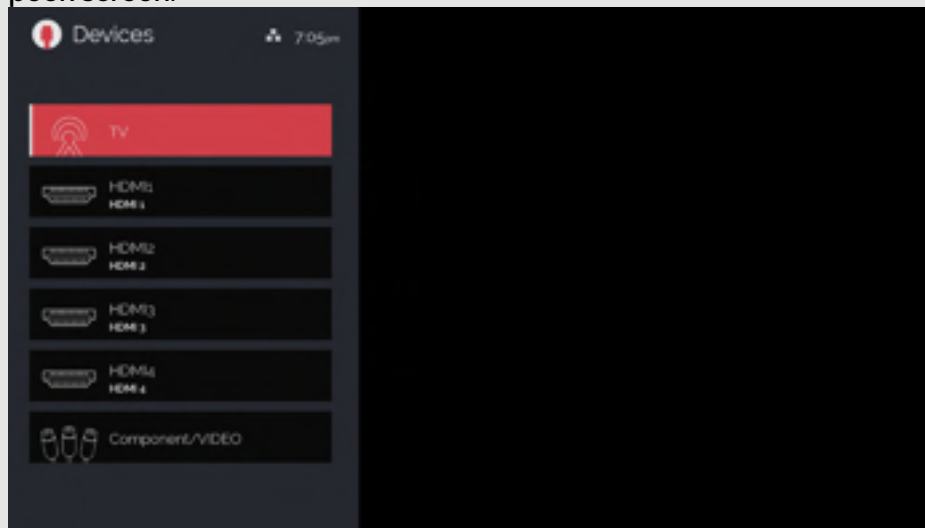 Devices 7:05pm
TV
HDMI1
HDMI 1
HDMI2
HDMI 2
HDMI3
HDMI 3
HDMI4
HDMI 4
Component/VIDEO